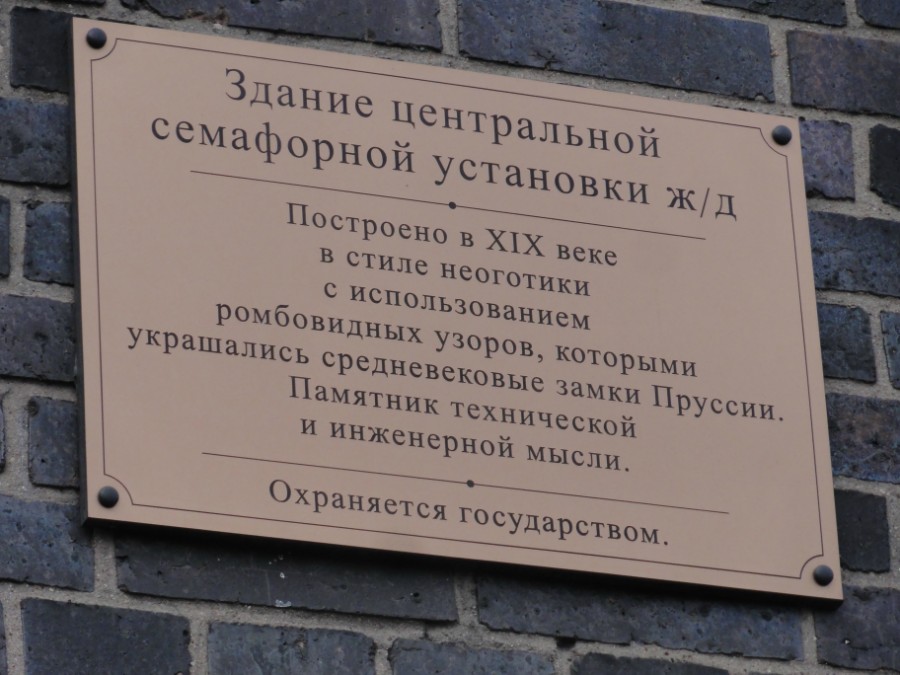 Здание центральной
семафорной установки ж/д
Построено в XIX веке
в стиле неоготики
с использованием
ромбовидных узоров, которыми
украшались средневековые замки Пруссии.
Памятник технической
и инженерной мысли.
Охраняется государством.